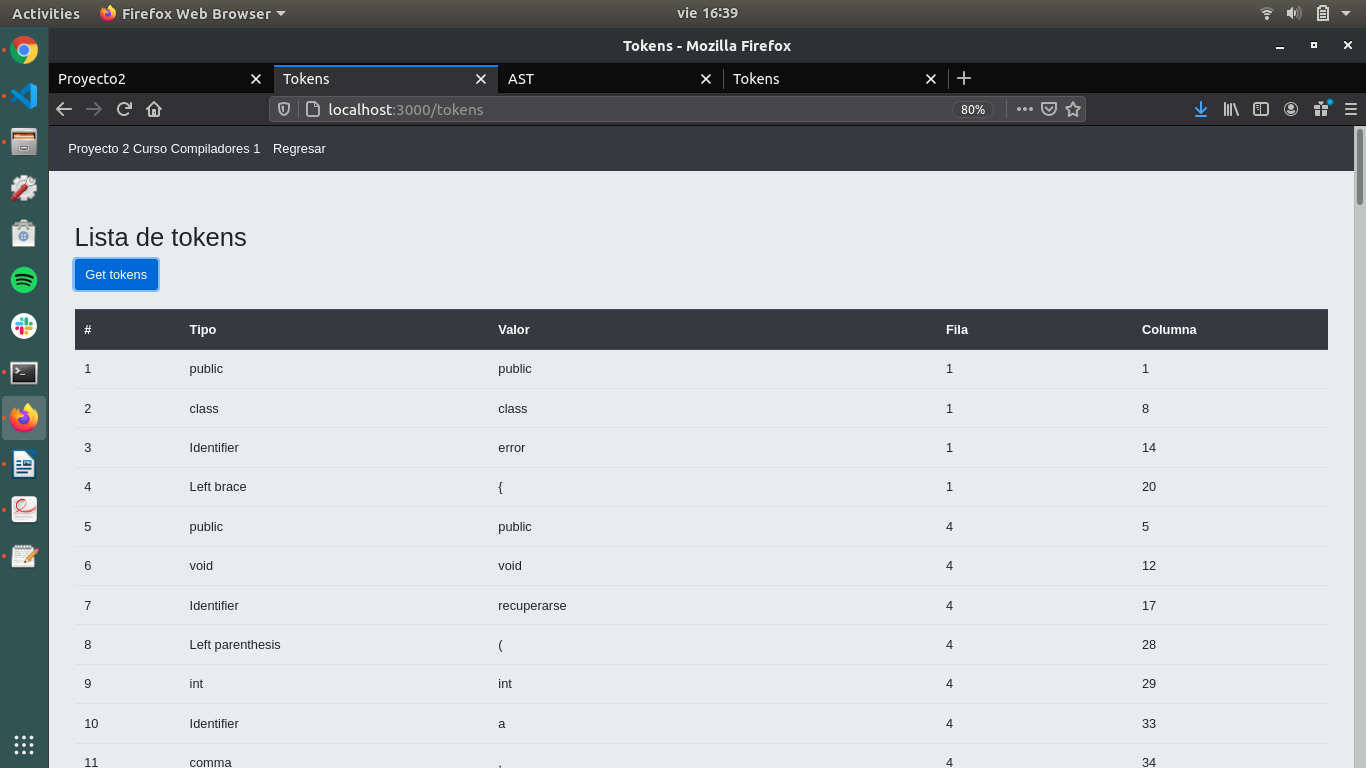 Activities Firefox Web Browser vie 16:39
Tokens - Mozilla Firefox
Proyecto2 Tokens AST Tokens
localhost:3000/tokens 80%
Proyecto 2 Curso Compiladores 1 Regresar
Lista de tokens
Get tokens
# Tipo Valor Fila Columna
1 public public 1 1
2 class class 1 8
3 Identifier error 1 14
4 Left brace { 1 20
5 public public 4 5
6 void void 4 12
7 Identifier recuperarse 4 17
8 Left parenthesis ( 4 28
9 int int 4 29
10 Identifier a 4 33
11 comma , 4 34